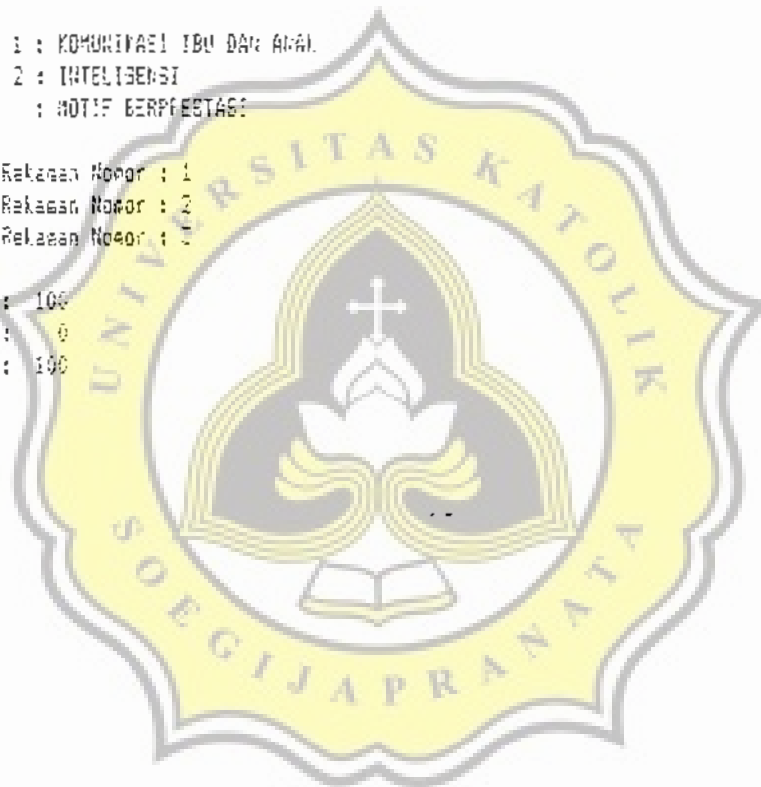 1 : KOMUNIKASI IBU DAN ANAK
2 : INTELIGENSI
: MOTIF BERPRESTASI
Rekaman Nomor : 1
Rekaman Nomor : 2
Rekaman Nomor :
: 100
: 0
: 100
UNIVERSITAS KATOLIK
SOEGIJAPRANATA